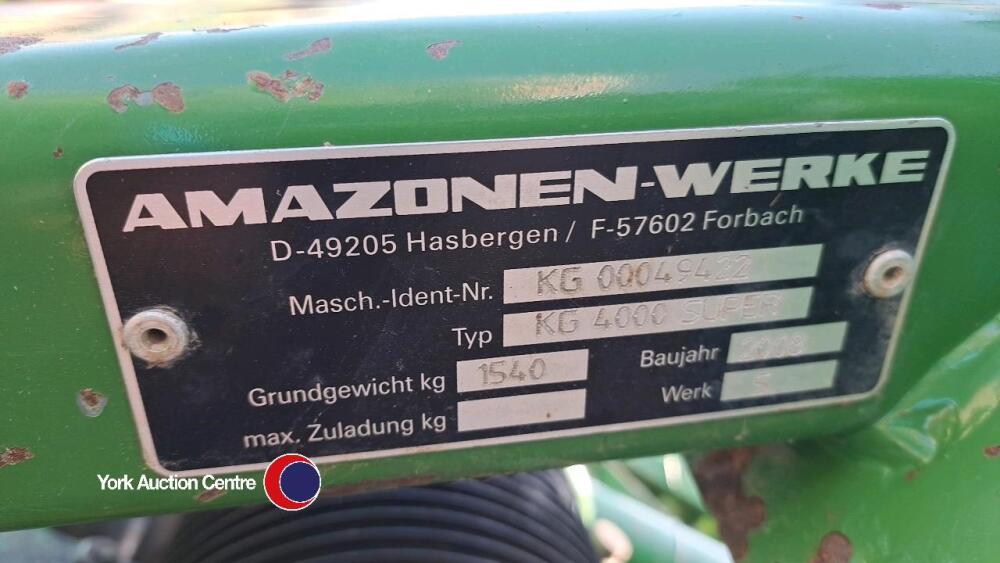 AMAZONEN-WERKE
D-49205 Hasbergen / F-57602 Forbach
Masch.-Ident-Nr. KG 00049422
Typ KG 4000 SUPER
Grundgewicht kg 1540 Baujahr 2008
max. Zuladung kg Werk S
York Auction Centre